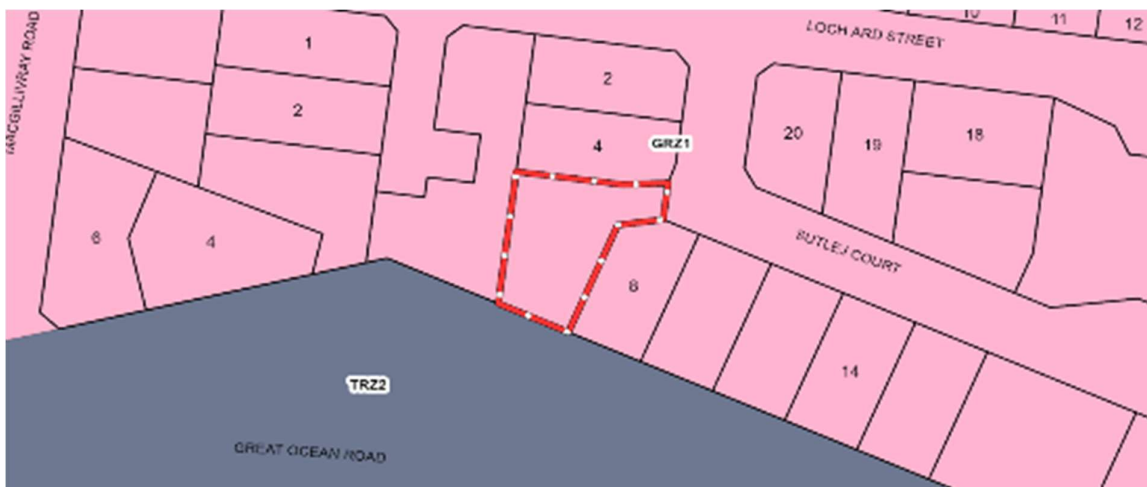 10
11
12
LOCH ARD STREET
MACGILLIVRAY ROAD
1
2
2
4
GRZ1
20
19
18
6
4
SUTLEJ COURT
8
14
TRZ2
GREAT OCEAN ROAD